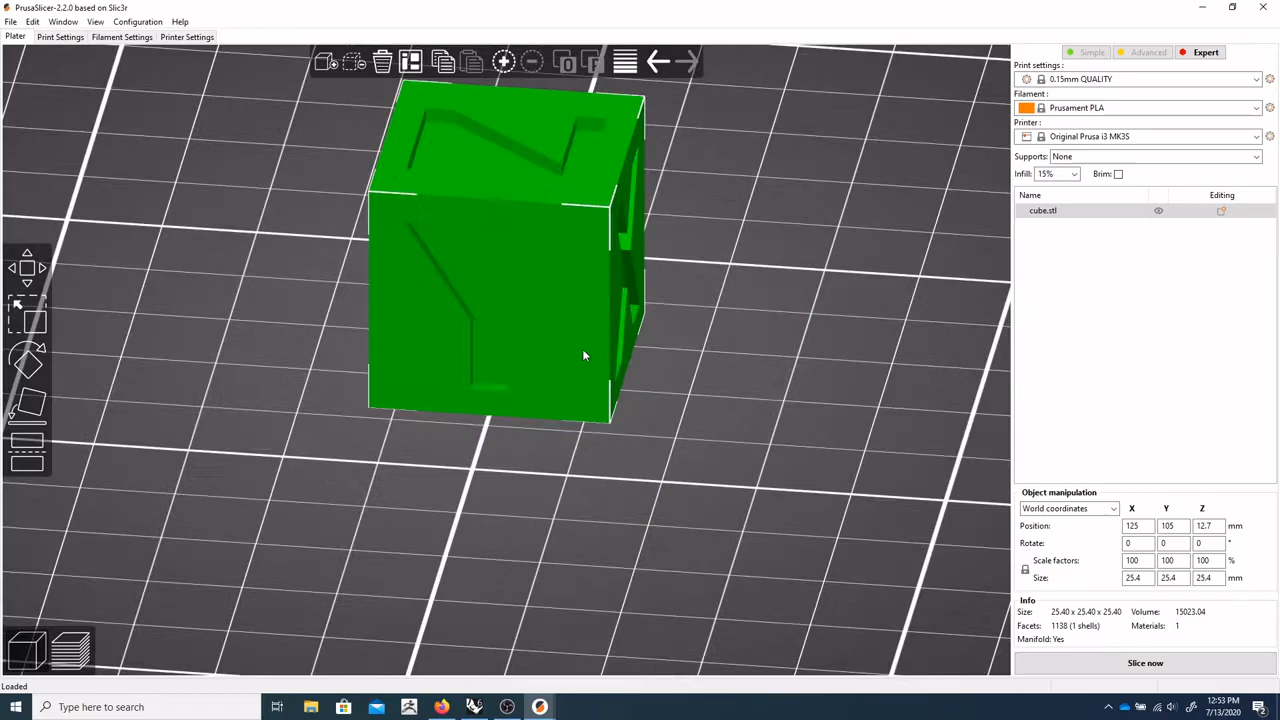 PrusaSlicer-2.2.0 based on Slic3r
File Edit Window View Configuration Help
Plater Print Settings Filament Settings Printer Settings
Simple Advanced Expert
Print settings:
0.15mm QUALITY
Filament:
Prusament PLA
Printer:
Original Prusa i3 MK3S
Supports: None
Infill: 15% Brim:
Name Editing
cube.stl
Object manipulation
World coordinates X Y Z
Position: 125 105 12.7 mm
Rotate: 0 0 0 °
Scale factors: 100 100 100 %
Size: 25.4 25.4 25.4 mm
Info
Size: 25.40 x 25.40 x 25.40 Volume: 15023.04
Facets: 1138 (1 shells) Materials: 1
Manifold: Yes
Slice now
Z
Y
X
Loaded
Type here to search
12:53 PM
7/13/2020
2